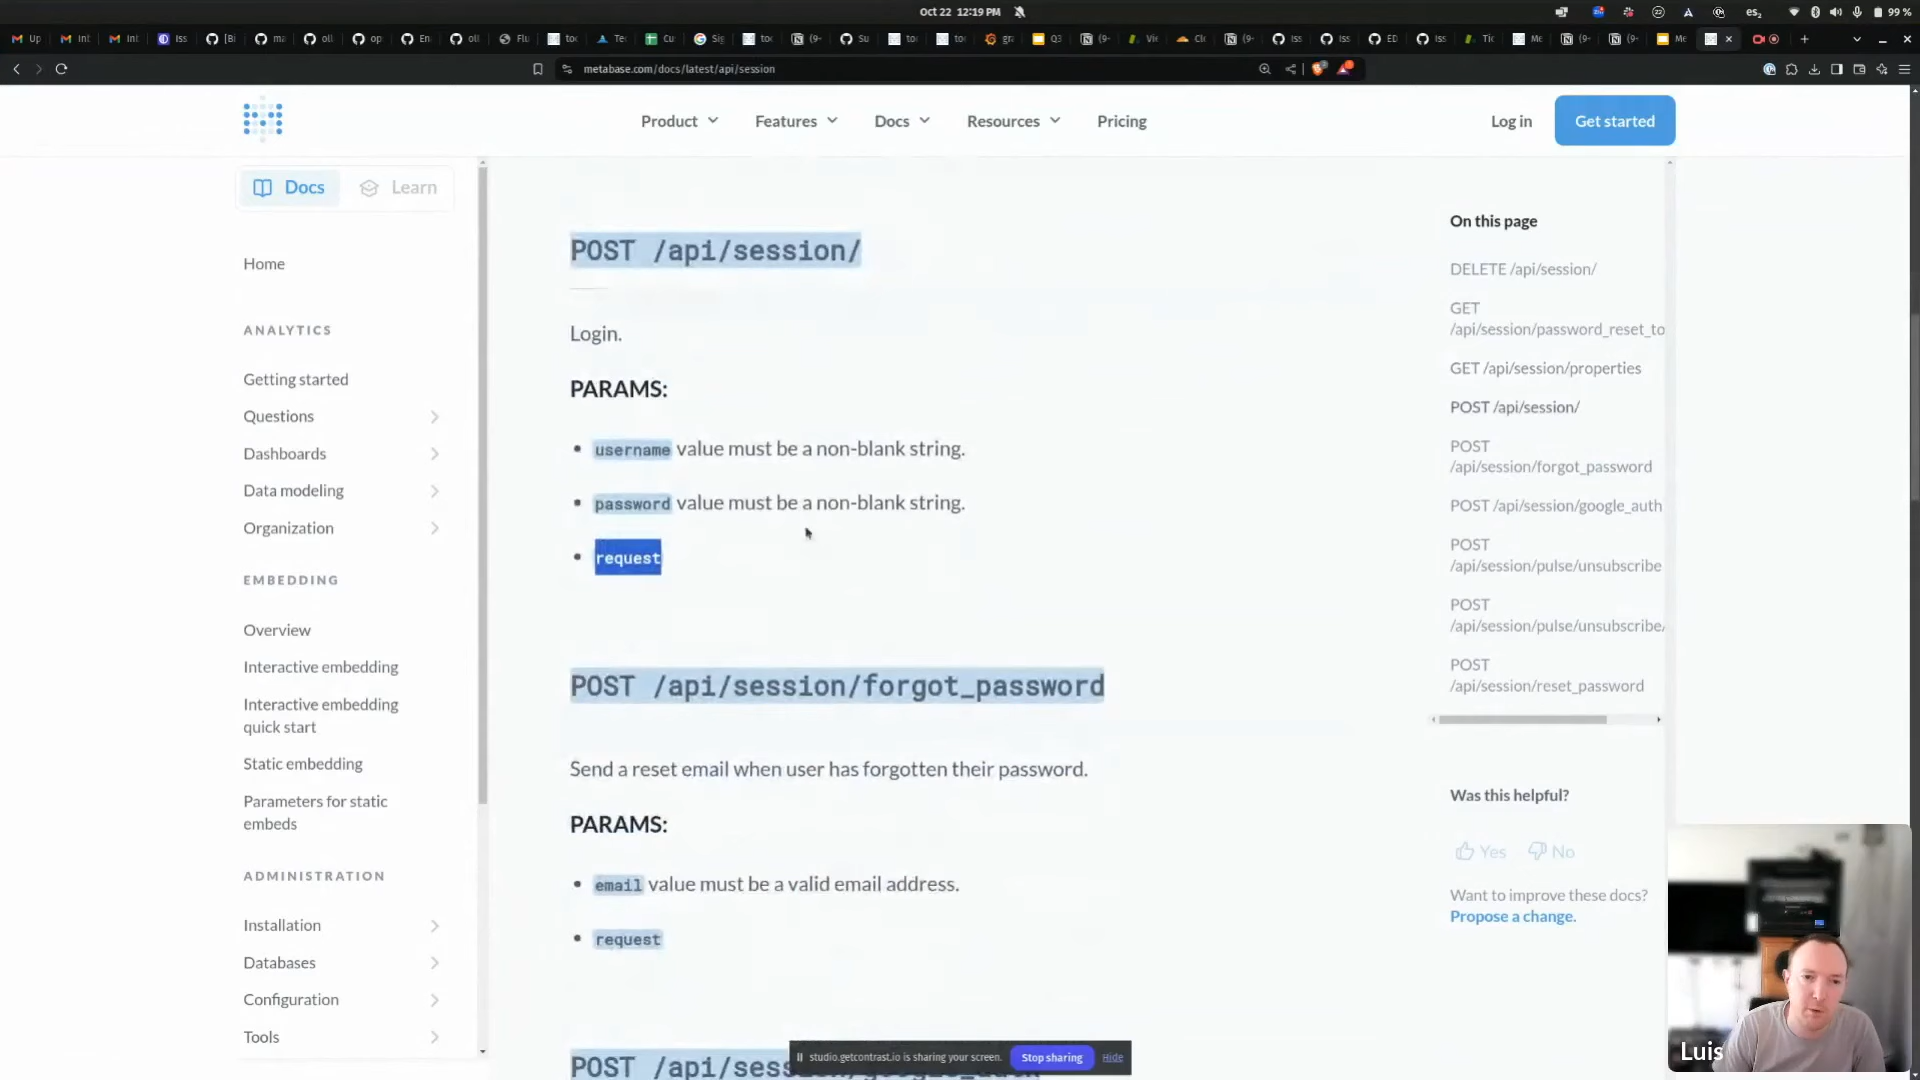 Oct 22 12:19 PM
es₂
99 %
metabase.com/docs/latest/api/session
Product
Features
Docs
Resources
Pricing
Log in
Get started
Docs
Learn
Home
ANALYTICS
Getting started
Questions
Dashboards
Data modeling
Organization
EMBEDDING
Overview
Interactive embedding
Interactive embedding
quick start
Static embedding
Parameters for static
embeds
ADMINISTRATION
Installation
Databases
Configuration
Tools
POST /api/session/
Login.
PARAMS:
username value must be a non-blank string.
password value must be a non-blank string.
request
POST /api/session/forgot_password
Send a reset email when user has forgotten their password.
PARAMS:
email value must be a valid email address.
request
POST /api/se
On this page
DELETE /api/session/
GET
/api/session/password_reset_to
GET /api/session/properties
POST /api/session/
POST
/api/session/forgot_password
POST /api/session/google_auth
POST
/api/session/pulse/unsubscribe
POST
/api/session/pulse/unsubscribe/
POST
/api/session/reset_password
Was this helpful?
Yes
No
Want to improve these docs?
Propose a change.
studio.getcontrast.io is sharing your screen.
Stop sharing
Hide
Luis